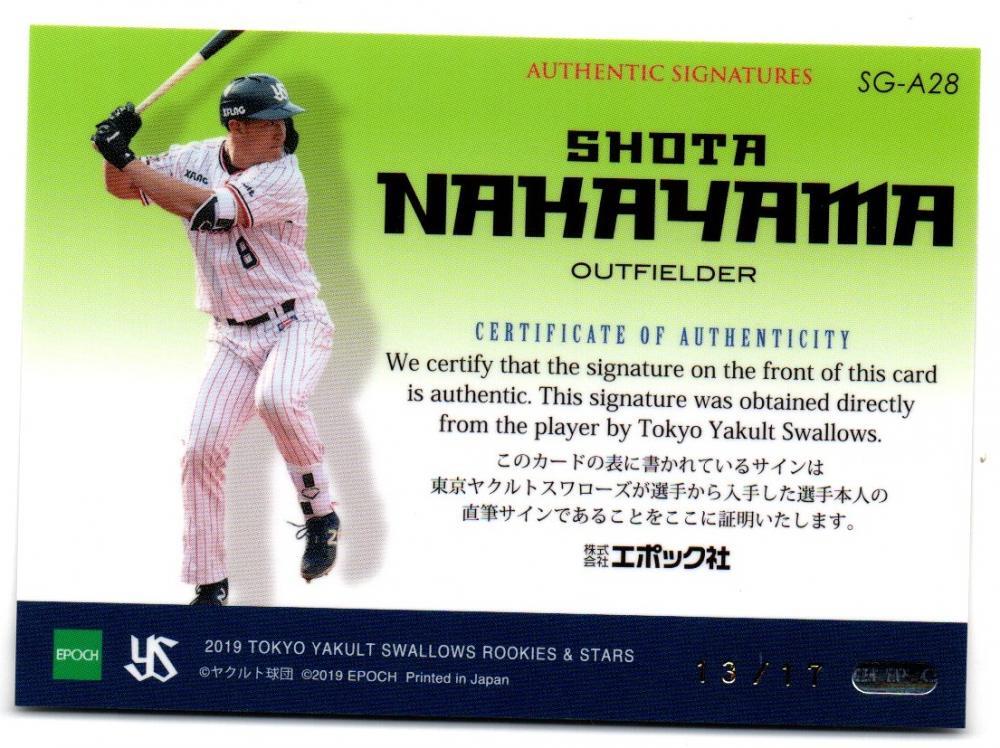 AUTHENTIC SIGNATURES
SG-A28
SHOTA
NAKAYAMA
OUTFIELDER
XFLAG
XFLAG
8
CERTIFICATE OF AUTHENTICITY
We certify that the signature on the front of this card
is authentic. This signature was obtained directly
from the player by Tokyo Yakult Swallows.
このカードの表に書かれているサインは
東京ヤクルトスワローズが選手から入手した選手本人の
直筆サインであることをここに証明いたします。
株式会社エポック社
EPOCH
YS
2019 TOKYO YAKULT SWALLOWS ROOKIES & STARS
©ヤクルト球団 ©2019 EPOCH Printed in Japan
13/17